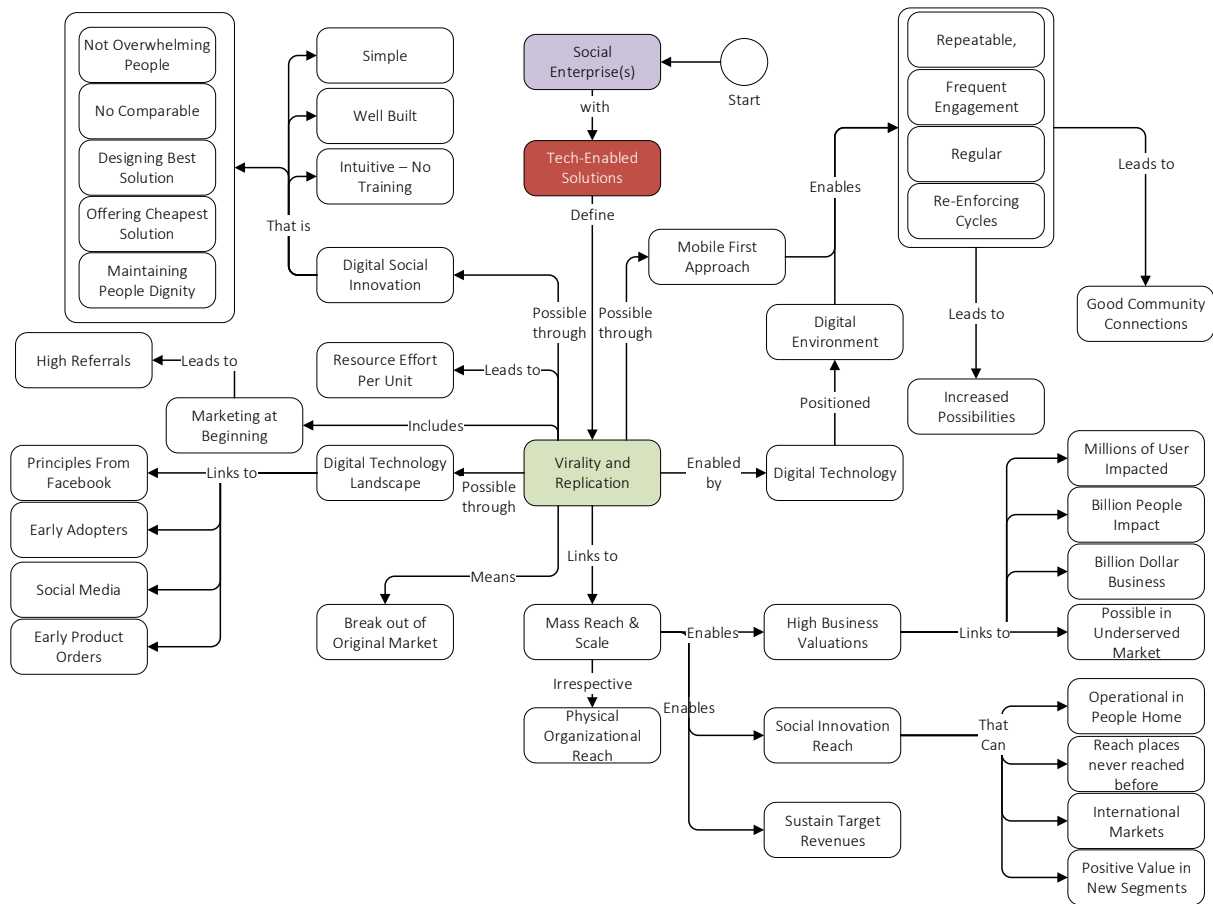 Not Overwhelming
People
No Comparable
Designing Best
Solution
Offering Cheapest
Solution
Maintaining
People Dignity
Simple
Well Built
Intuitive – No
Training
That is
Digital Social
Innovation
Social
Enterprise(s)
Start
with
Tech-Enabled
Solutions
Define
Possible
through
Possible
through
Mobile First
Approach
Enables
Repeatable,
Frequent
Engagement
Regular
Re-Enforcing
Cycles
Leads to
Good Community
Connections
Leads to
Increased
Possibilities
Digital
Environment
Positioned
Digital Technology
Enabled
by
High Referrals
Leads to
Marketing at
Beginning
Includes
Resource Effort
Per Unit
Leads to
Virality and
Replication
Possible
through
Digital Technology
Landscape
Links to
Principles From
Facebook
Early Adopters
Social Media
Early Product
Orders
Means
Break out of
Original Market
Links to
Mass Reach &
Scale
Irrespective
Physical
Organizational
Reach
Enables
High Business
Valuations
Links to
Millions of User
Impacted
Billion People
Impact
Billion Dollar
Business
Possible in
Underserved
Market
Enables
Social Innovation
Reach
That
Can
Operational in
People Home
Reach places
never reached
before
International
Markets
Positive Value in
New Segments
Sustain Target
Revenues